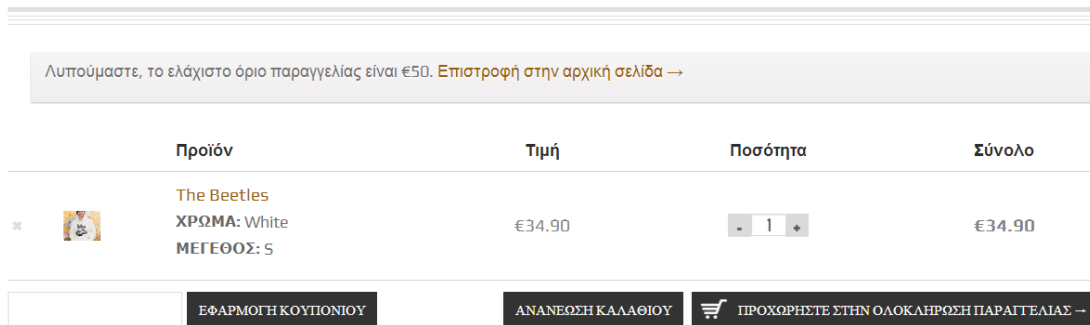 Λυπούμαστε, το ελάχιστο όριο παραγγελίας είναι €50. Επιστροφή στην αρχική σελίδα →
Προϊόν Τιμή Ποσότητα Σύνολο
The Beetles
ΧΡΩΜΑ: White
ΜΕΓΕΘΟΣ: S
€34.90 - 1 + €34.90
ΕΦΑΡΜΟΓΗ ΚΟΥΠΟΝΙΟΥ ΑΝΑΝΕΩΣΗ ΚΑΛΑΘΙΟΥ ΠΡΟΧΩΡΗΣΤΕ ΣΤΗΝ ΟΛΟΚΛΗΡΩΣΗ ΠΑΡΑΓΓΕΛΙΑΣ →